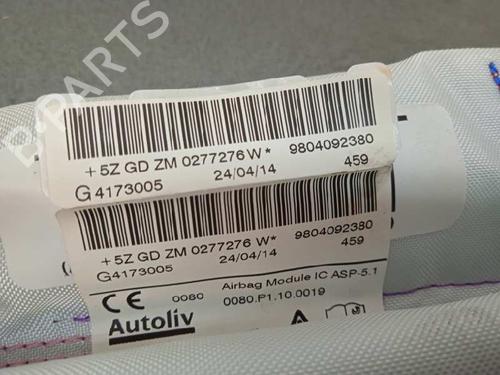 B-PARTS
+5Z GD ZM 0277276W* 9804092380
G4173005 24/04/14 459
+5Z GD ZM 0277276 W* 9804092380
G4173005 24/04/14 459
CE 0080 Airbag Module IC ASP-5.1
0080.P1.10.0019
Autoliv